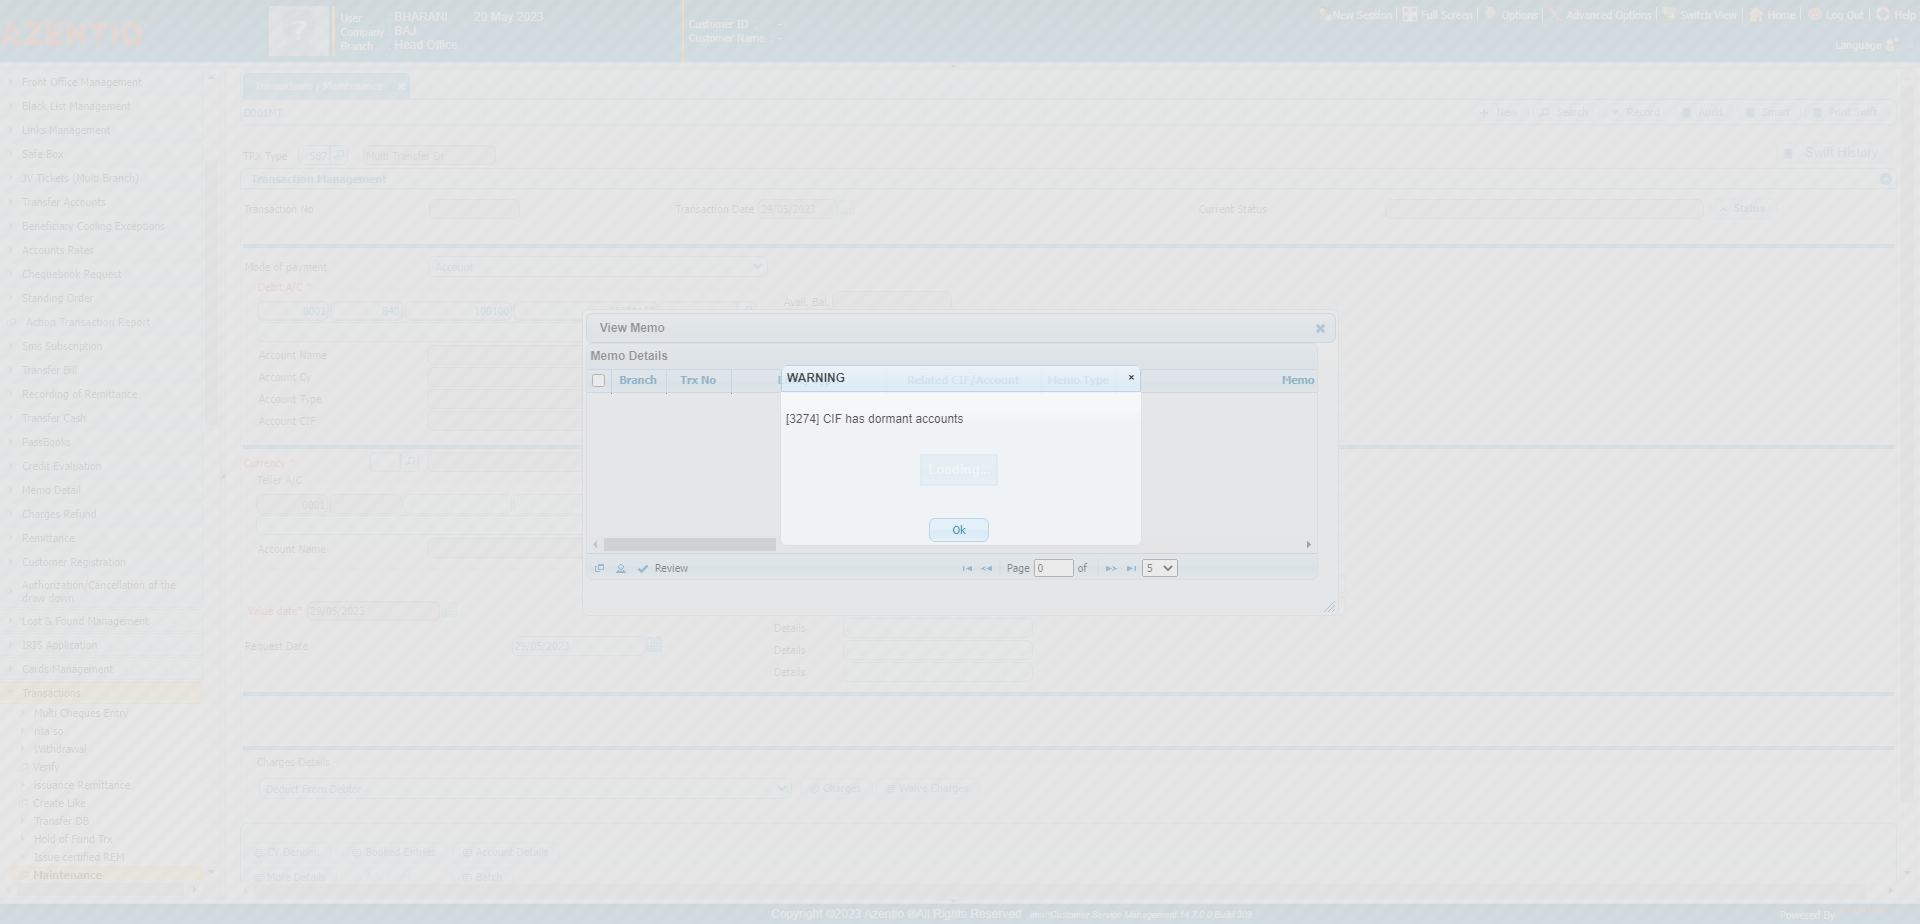 AZENTIO
User : BHARANI 29 May 2023
Company : BAJ
Branch : Head Office
Customer ID : -
Customer Name : -
New Session | Full Screen | Options | Advanced Options | Switch View | Home | Log Out | Help
Language
Front Office Management
Black List Management
Links Management
Safe Box
JV Tickets (Multi Branch)
Transfer Accounts
Beneficiary Cooling Exceptions
Accounts Rates
Chequebook Request
Standing Order
Action Transaction Report
Sms Subscription
Transfer Bill
Recording of Remittance
Transfer Cash
PassBooks
Credit Evaluation
Memo Detail
Charges Refund
Remittance
Customer Registration
Authorization/Cancellation of the
draw down
Lost & Found Management
IRIS Application
Cards Management
Transactions
Multi Cheques Entry
rita so
Withdrawal
Verify
issuance Remittance
Create Like
Transfer DB
Hold of Fund Trx
Issue certified REM
Maintenance
Transactions / Maintenance
D001MT
New Search Record Audit Smart Print Swift
TRX Type 587 Multi Transfer Dr
Swift History
Transaction Management
Transaction No Transaction Date 29/05/2023 Current Status Status
Mode of payment Account
Debit A/C *
0001 840 100100
Avail. Bal.
Account Name
Account Cy
Account Type
Account CIF
Currency *
Teller A/C
0001
Account Name
Value date* 29/05/2023
Request Date 29/05/2023
Details
Details
Details
View Memo
Memo Details
Branch Trx No Related CIF/Account Memo Type Memo
WARNING
[3274] CIF has dormant accounts
Loading...
Ok
Review Page 0 of 5
Charges Details
Deduct From Debtor Charges Waive Charges
CY Denom. Booked Entries Account Details
More Details Batch
Copyright ©2023 Azentio ®All Rights Reserved imal*Customer Service Management 14.7.0.0 Build 309
Powered By